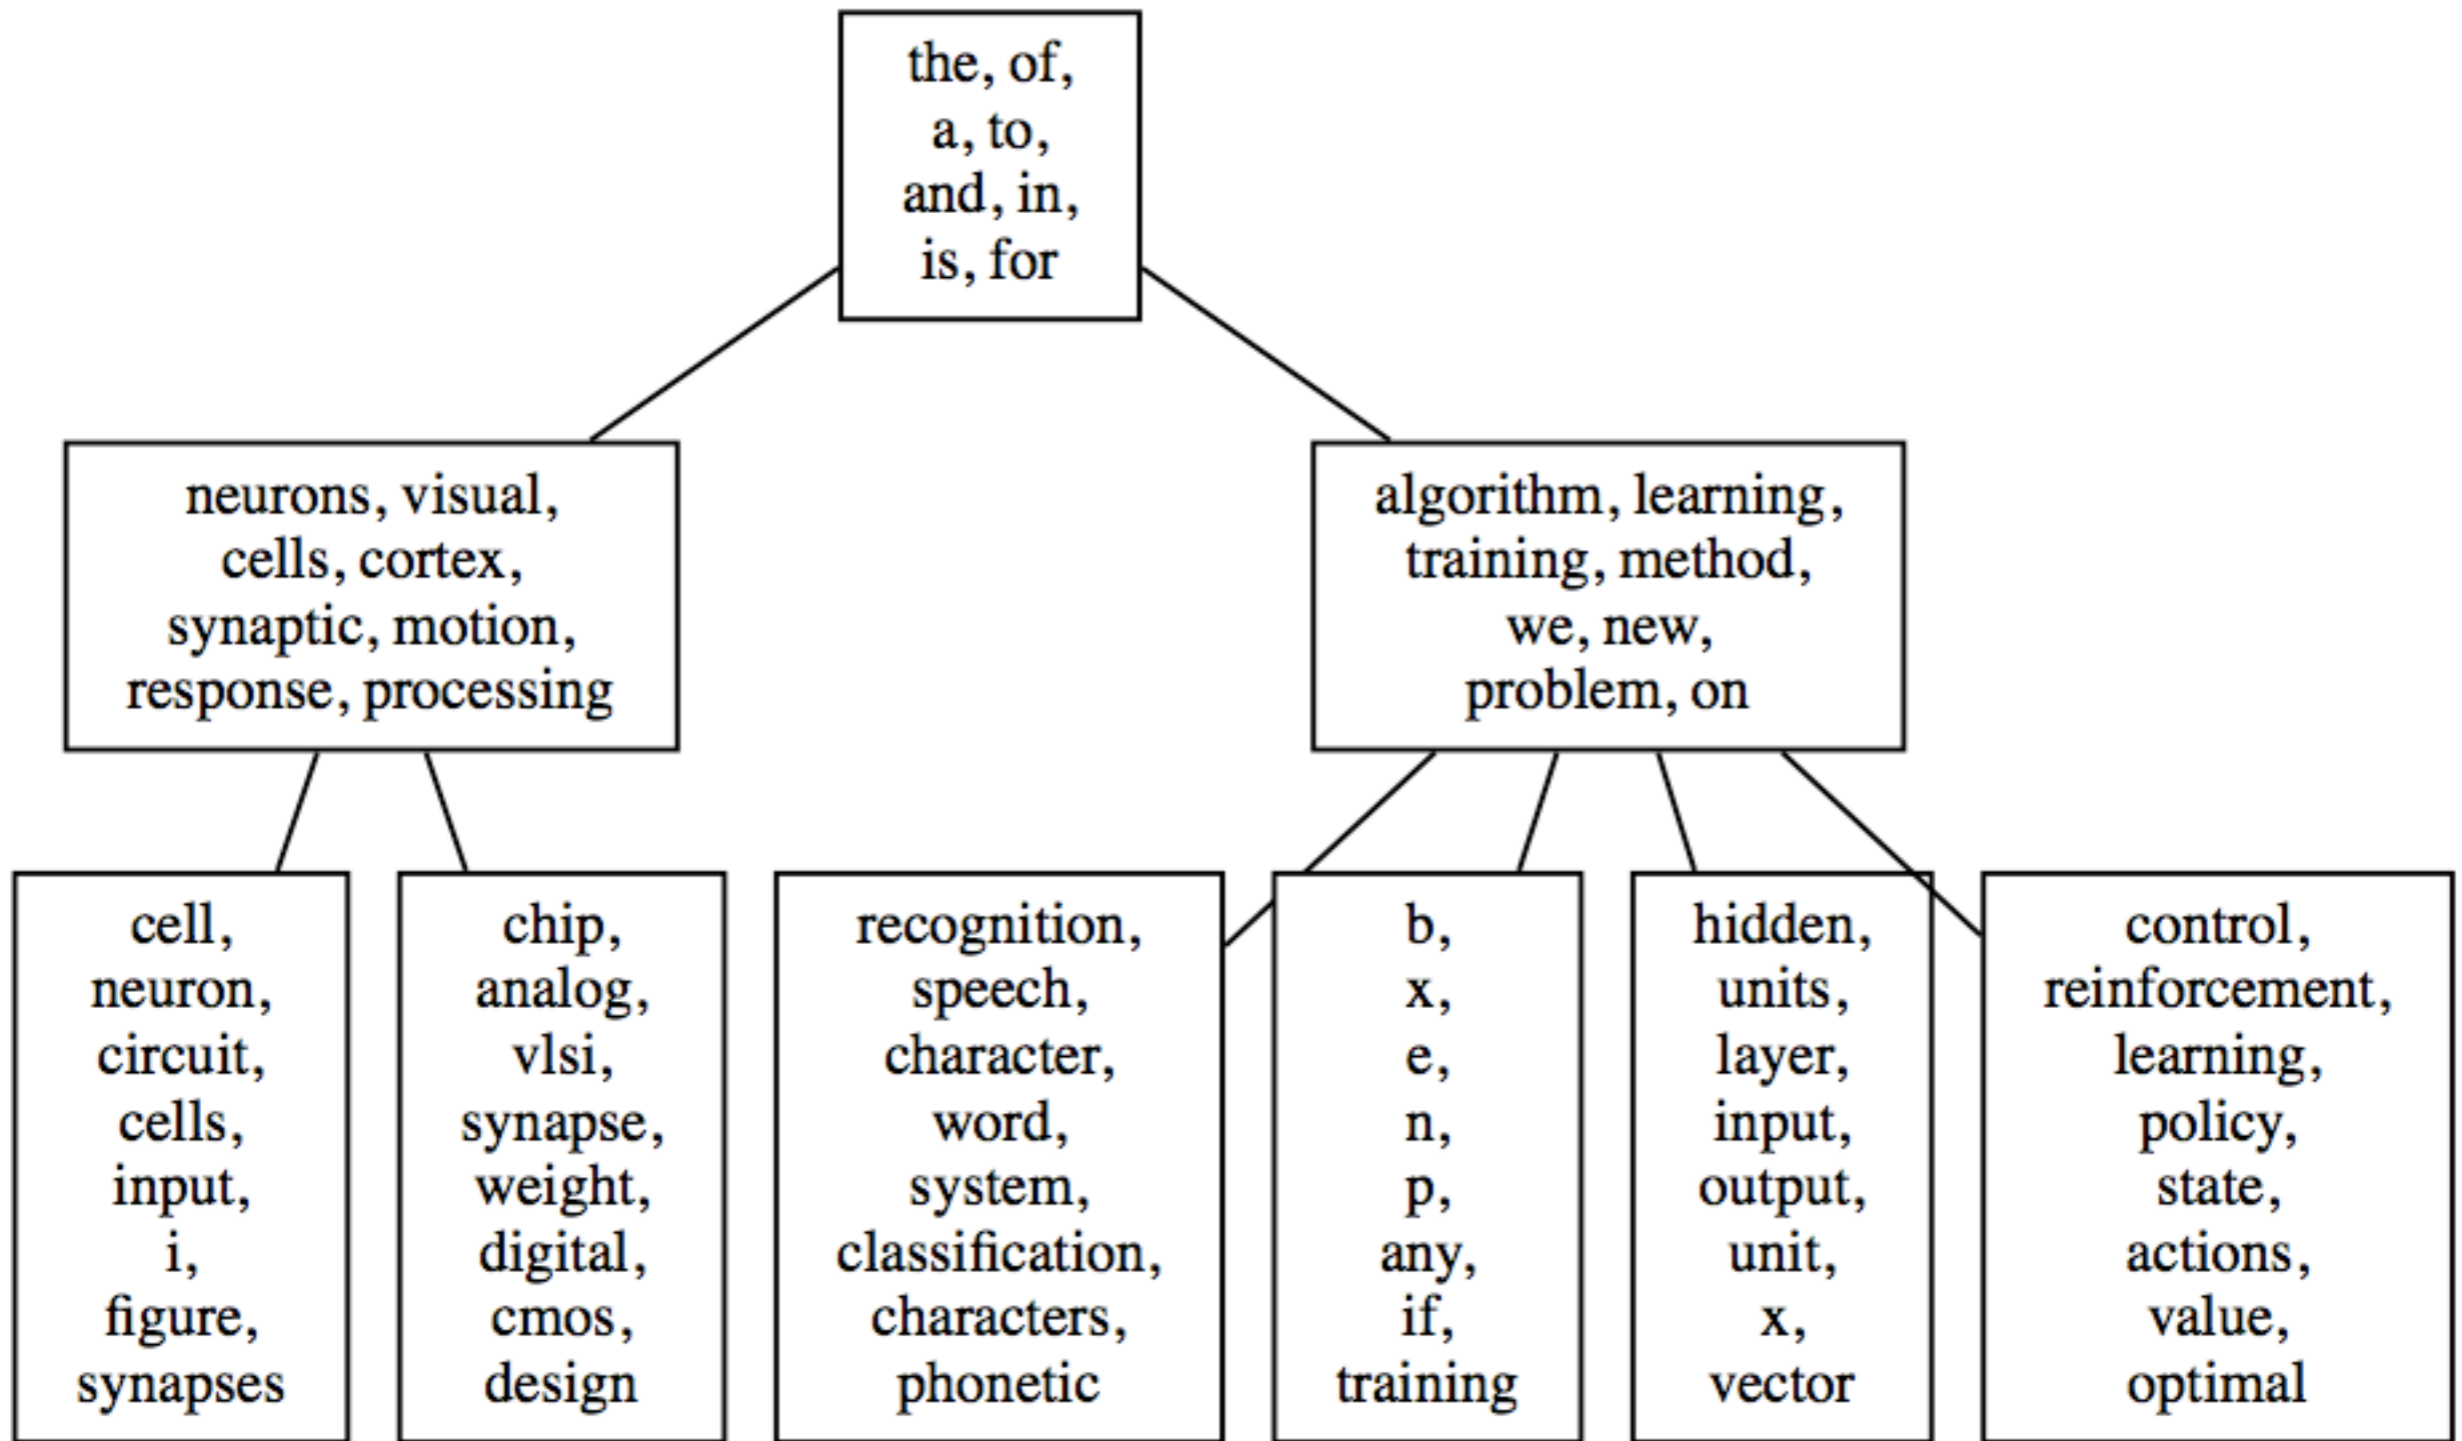 the, of,
a, to,
and, in,
is, for
neurons, visual,
cells, cortex,
synaptic, motion,
response, processing
algorithm, learning,
training, method,
we, new,
problem, on
cell,
neuron,
circuit,
cells,
input,
i,
figure,
synapses
chip,
analog,
vlsi,
synapse,
weight,
digital,
cmos,
design
recognition,
speech,
character,
word,
system,
classification,
characters,
phonetic
b,
x,
e,
n,
p,
any,
if,
training
hidden,
units,
layer,
input,
output,
unit,
x,
vector
control,
reinforcement,
learning,
policy,
state,
actions,
value,
optimal